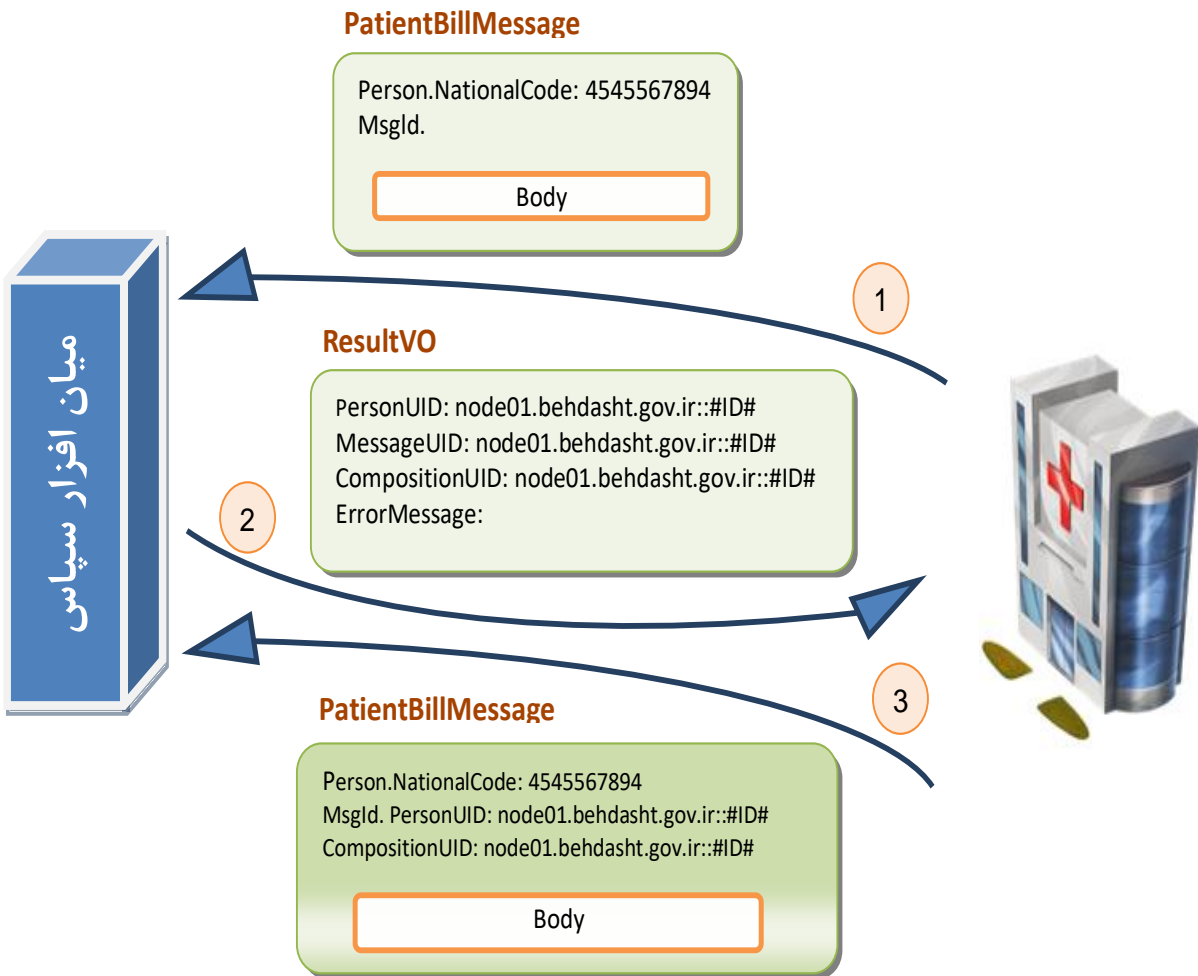 PatientBillMessage
Person.NationalCode: 4545567894
MsgId.
Body
1
میان افزار سپاس
ResultVO
PersonUID: node01.behdasht.gov.ir::#ID#
MessageUID: node01.behdasht.gov.ir::#ID#
CompositionUID: node01.behdasht.gov.ir::#ID#
ErrorMessage:
2
3
PatientBillMessage
Person.NationalCode: 4545567894
MsgId. PersonUID: node01.behdasht.gov.ir::#ID#
CompositionUID: node01.behdasht.gov.ir::#ID#
Body